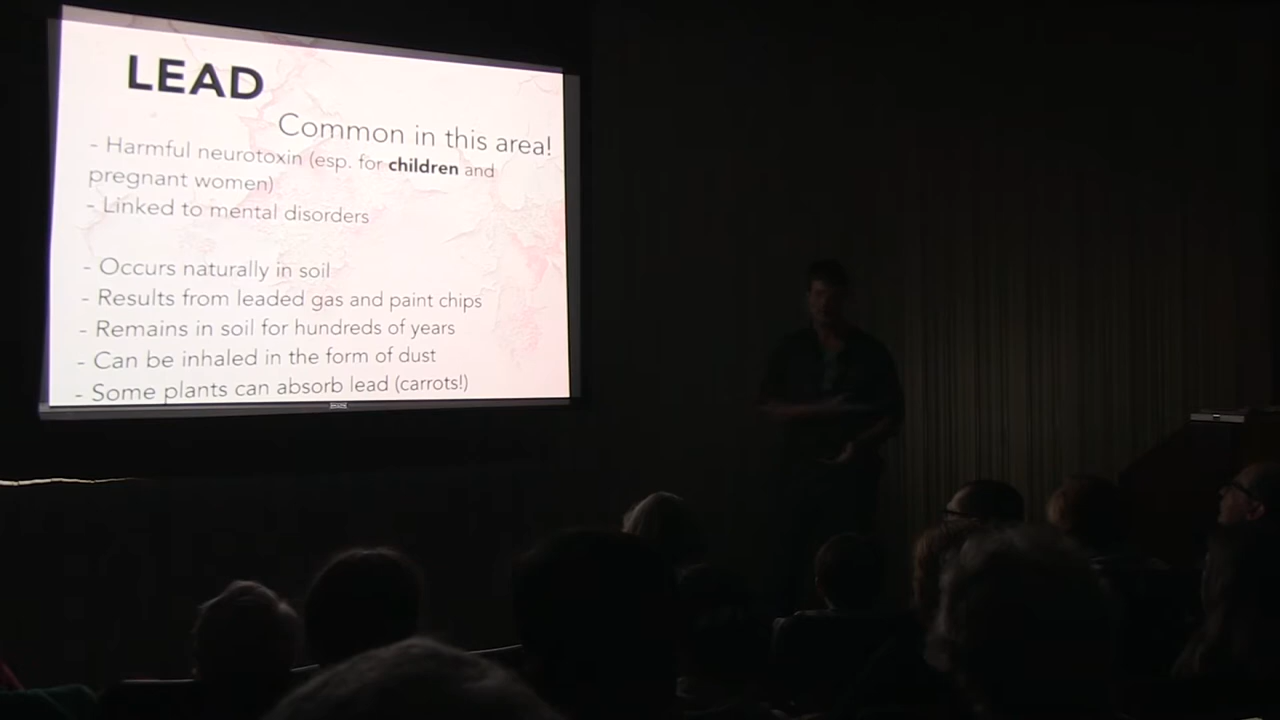 LEAD
Common in this area!
- Harmful neurotoxin (esp. for children and
pregnant women)
- Linked to mental disorders
- Occurs naturally in soil
- Results from leaded gas and paint chips
- Remains in soil for hundreds of years
- Can be inhaled in the form of dust
- Some plants can absorb lead (carrots!)